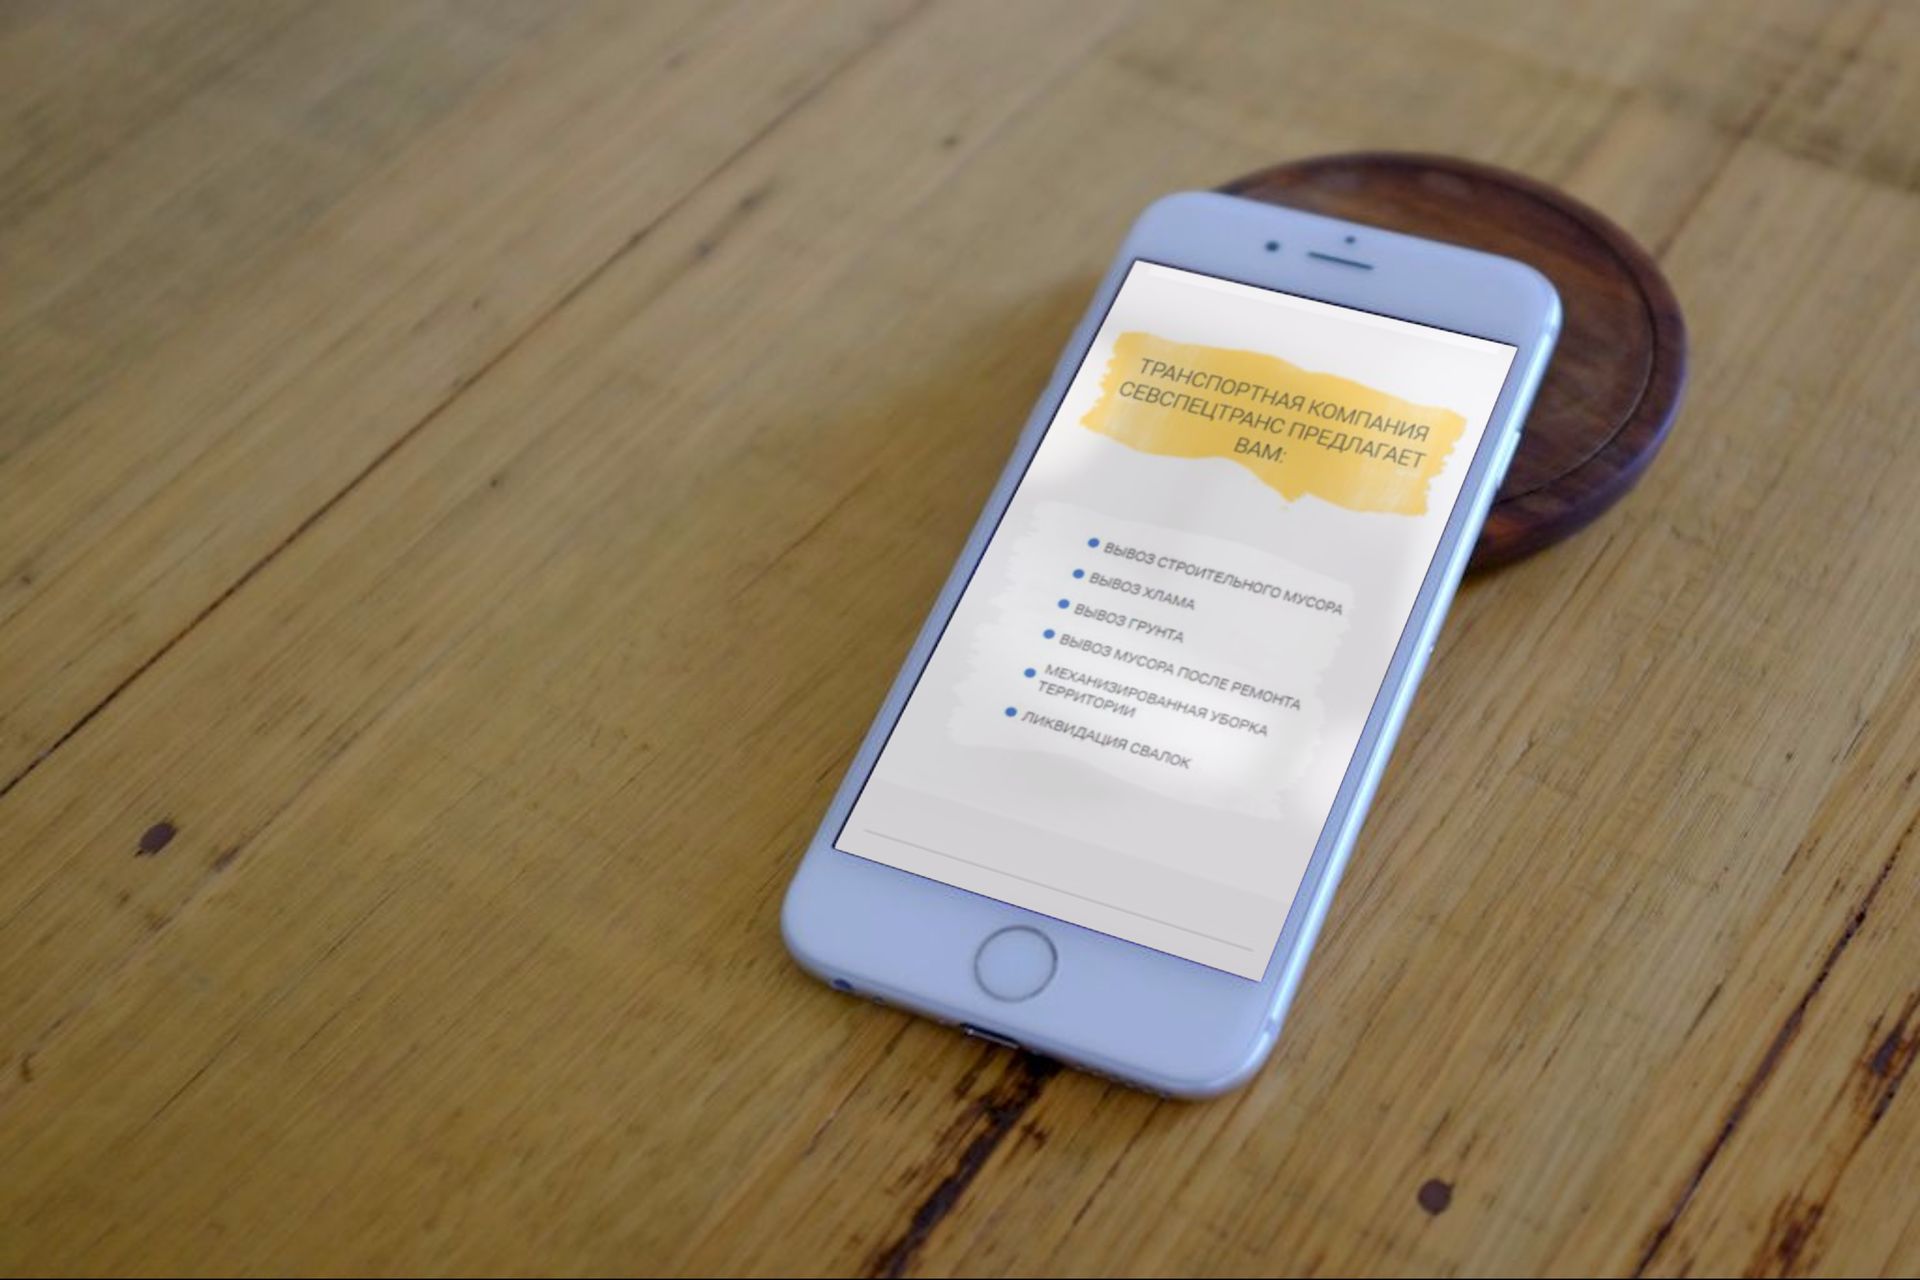 ТРАНСПОРТНАЯ КОМПАНИЯ
СЕВСПЕЦТРАНС ПРЕДЛАГАЕТ
ВАМ:
ВЫВОЗ СТРОИТЕЛЬНОГО МУСОРА
ВЫВОЗ ХЛАМА
ВЫВОЗ ГРУНТА
ВЫВОЗ МУСОРА ПОСЛЕ РЕМОНТА
МЕХАНИЗИРОВАННАЯ УБОРКА
ТЕРРИТОРИИ
ЛИКВИДАЦИЯ СВАЛОК